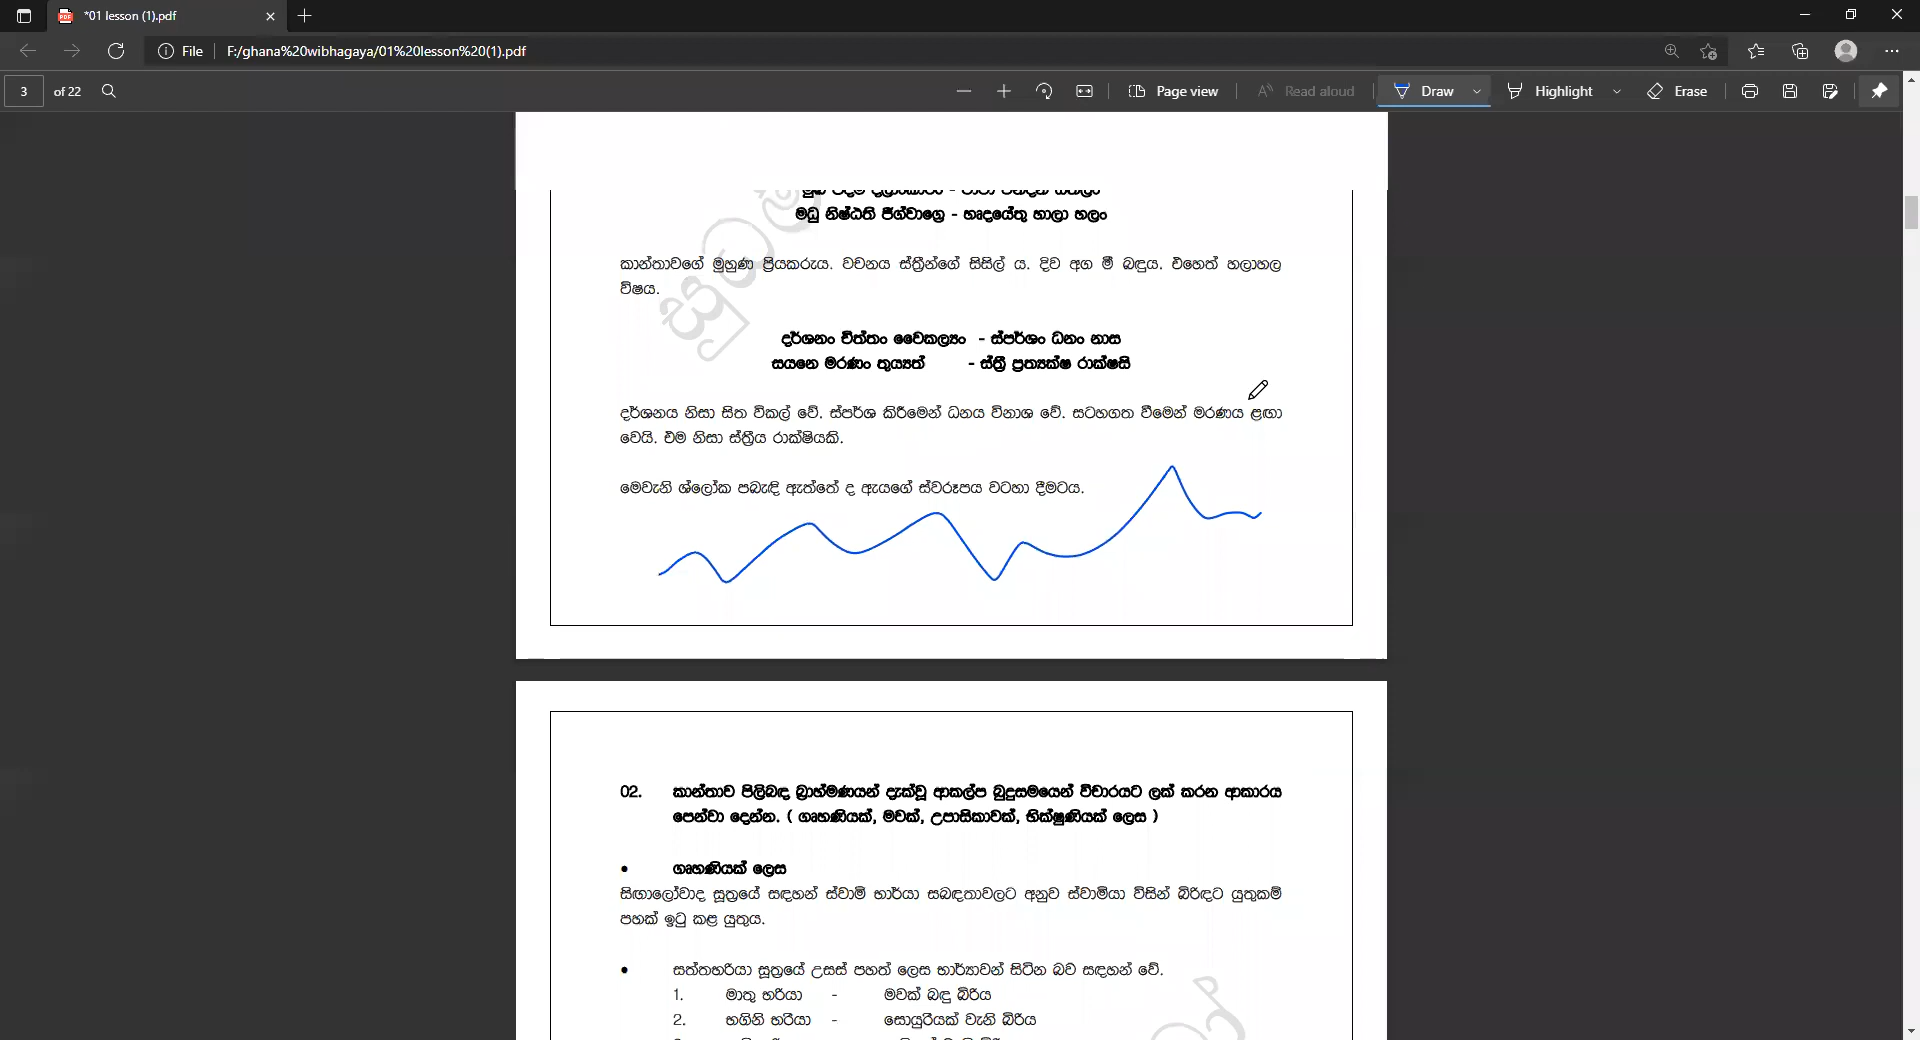 *01 lesson (1).pdf
File F:/ghana%20wibhagaya/01%20lesson%20(1).pdf
3 of 22 Page view Read aloud Draw Highlight Erase
මධු නිෂ්ඨති ජිග්වාග්‍රෙ - හෘදයේතු හාලා හලං
කාන්තාවගේ මුහුණ ප්‍රියකරුය. වචනය ස්ත්‍රීන්ගේ සිසිල් ය. දිව අග මී බඳුය. එහෙත් හලාහල
විෂය.
දර්ශනං චිත්තං වෛකල්‍යං - ස්පර්ශං ධනං නාස
සයනෙ මරණං තුය්‍යත් - ස්ත්‍රී ප්‍රත්‍යක්ෂ රාක්ෂසි
දර්ශනය නිසා සිත විකල් වේ. ස්පර්ශ කිරීමෙන් ධනය විනාශ වේ. සටහගත වීමෙන් මරණය ළඟා
වෙයි. එම නිසා ස්ත්‍රීය රාක්ෂියකි.
මෙවැනි ශ්ලෝක පබැඳි ඇත්තේ ද ඇයගේ ස්වරූපය වටහා දීමටය.
02. කාන්තාව පිලිබඳ බ්‍රාහ්මණයන් දැක්වූ ආකල්ප බුදුසමයෙන් විචාරයට ලක් කරන ආකාරය
පෙන්වා දෙන්න. ( ගෘහණියක්, මවක්, උපාසිකාවක්, භික්ෂුණියක් ලෙස )
• ගෘහණියක් ලෙස
සිඟාලෝවාද සූත්‍රයේ සඳහන් ස්වාමි භාර්යා සබඳතාවලට අනුව ස්වාමියා විසින් බිරිඳට යුතුකම්
පහක් ඉටු කළ යුතුය.
• සත්තභරියා සූත්‍රයේ උසස් පහත් ලෙස භාර්‍යාවන් සිටින බව සඳහන් වේ.
1. මාතු භරියා - මවක් බඳු බිරිය
2. භගිනි භරියා - සොයුරියක් වැනි බිරිය